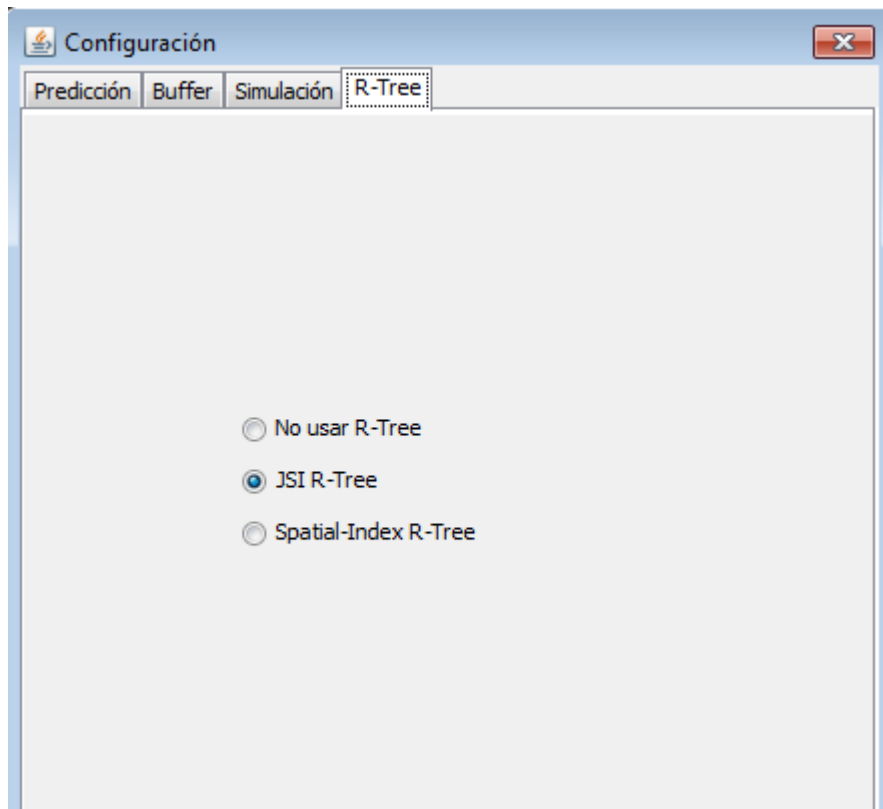 Configuración
Predicción Buffer Simulación R-Tree
No usar R-Tree
JSI R-Tree
Spatial-Index R-Tree